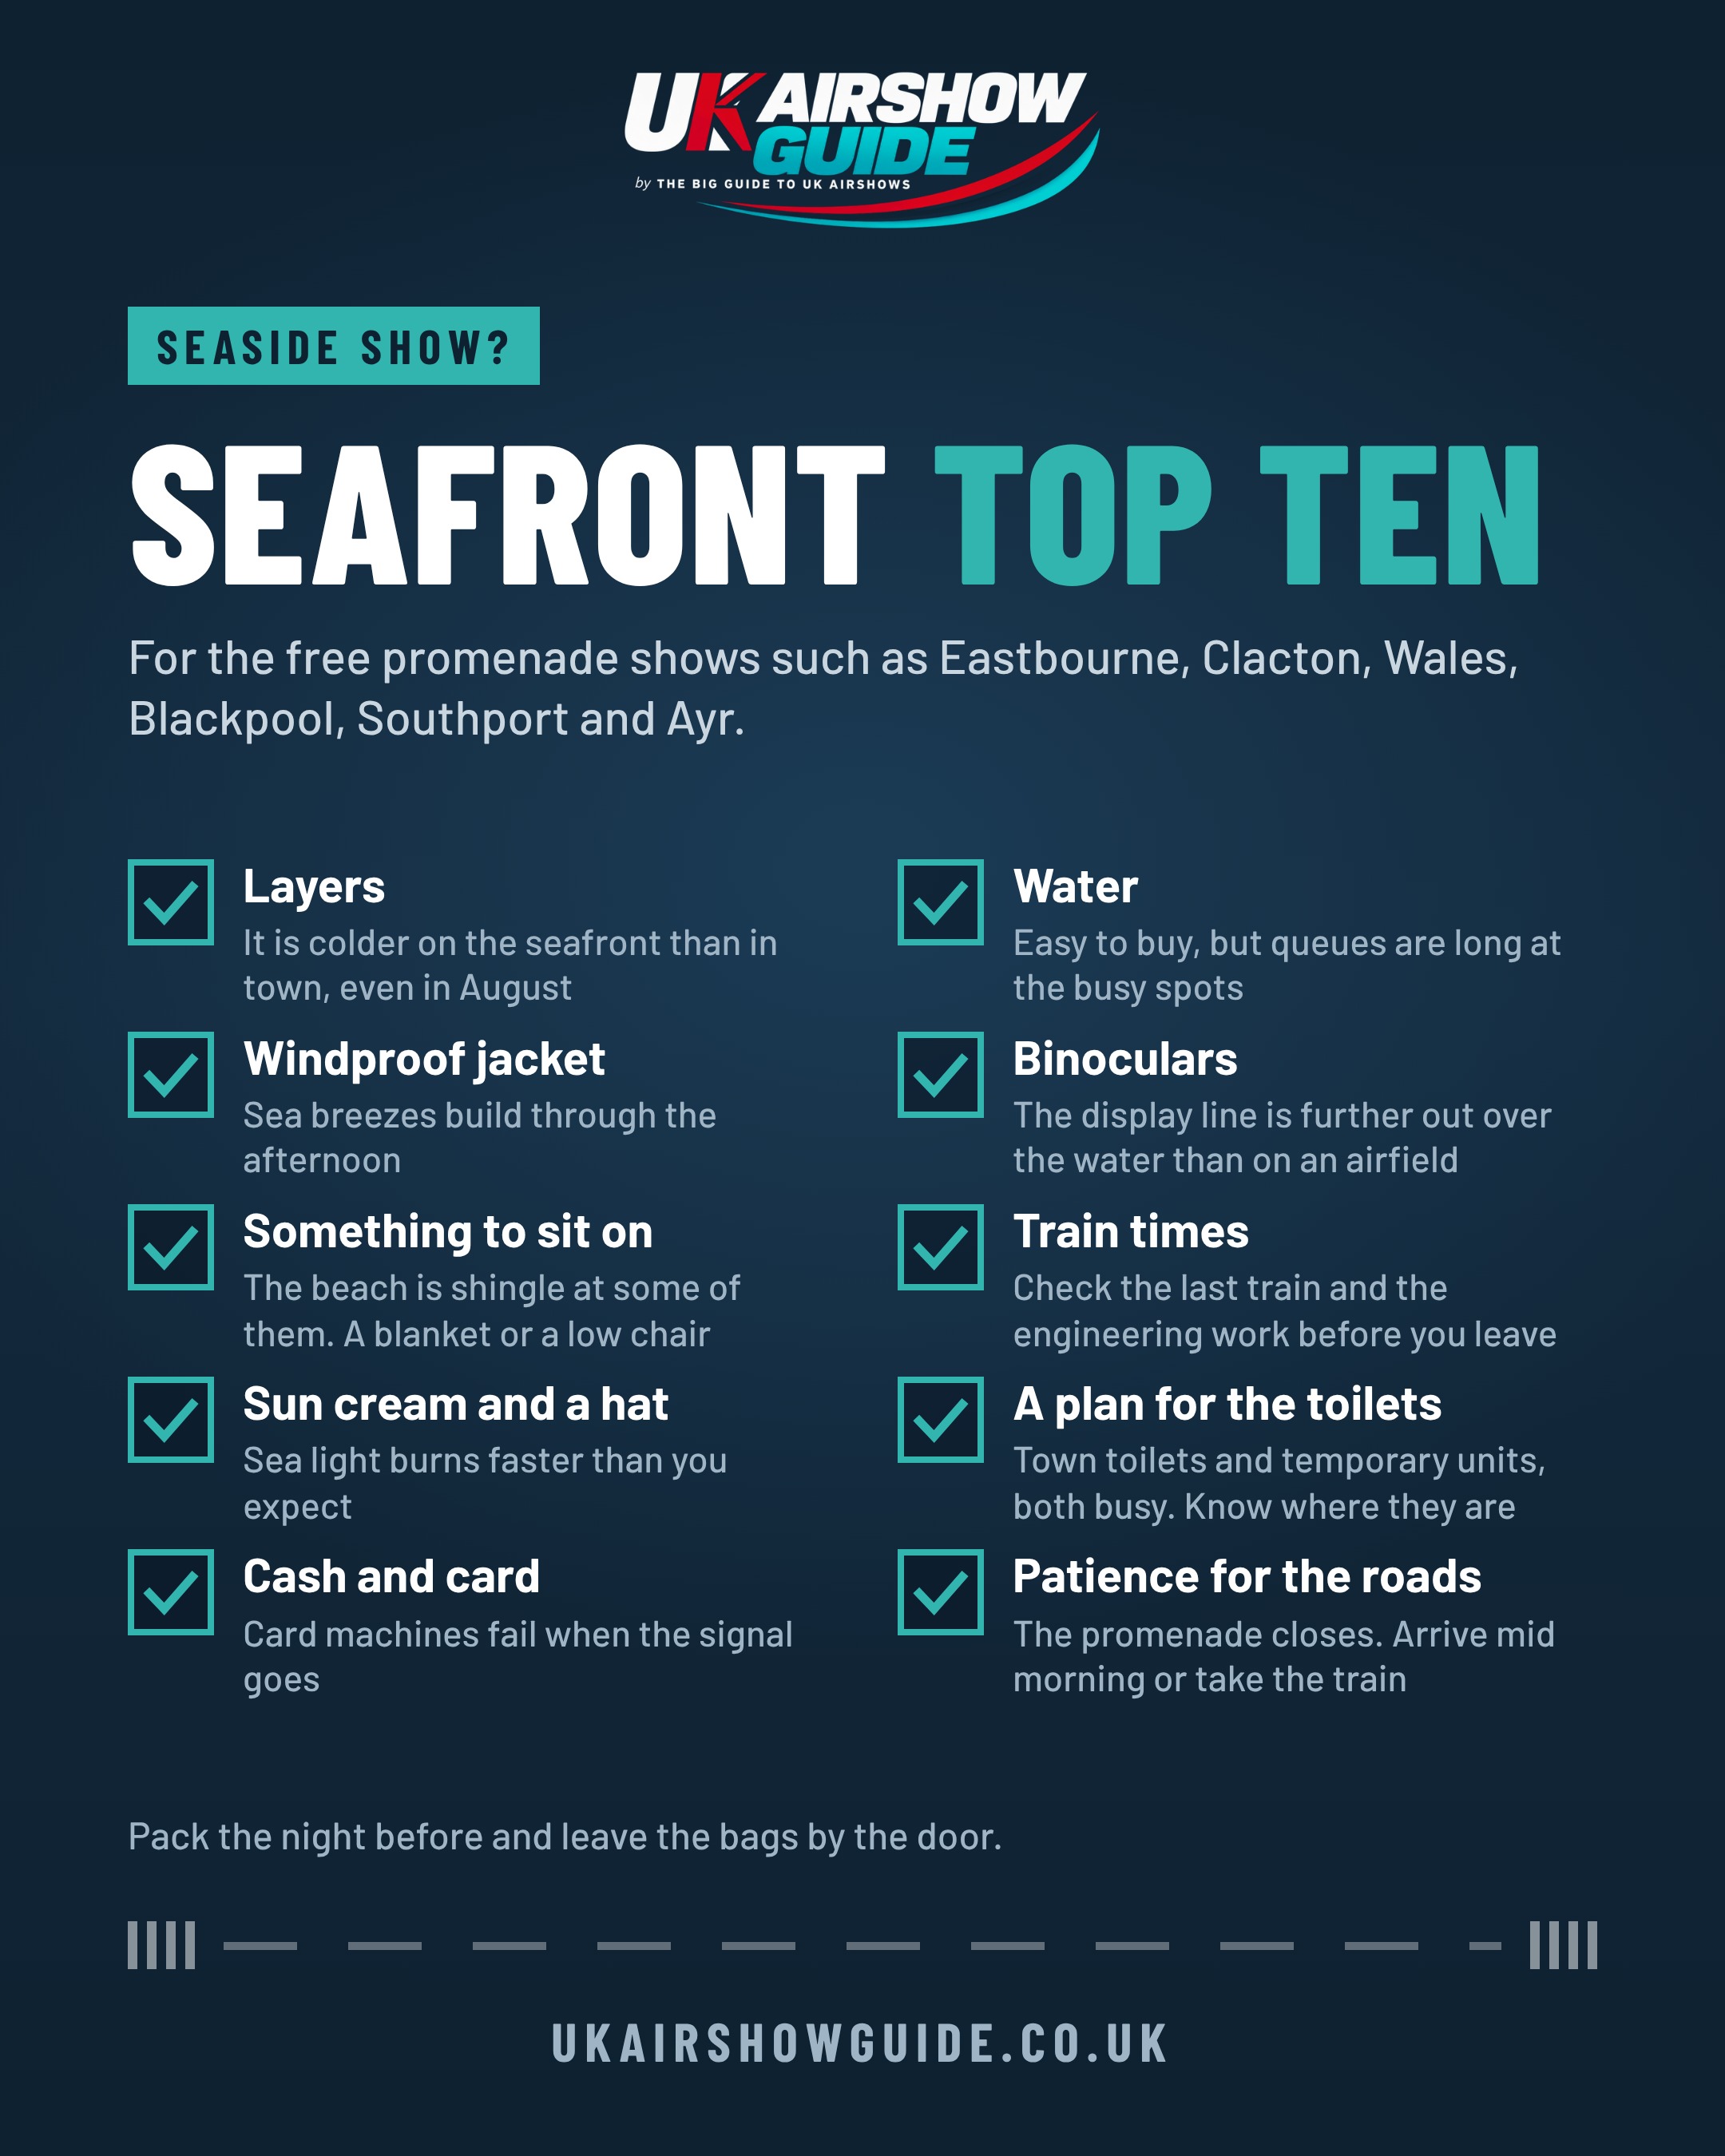 UK AIRSHOW
GUIDE
by THE BIG GUIDE TO UK AIRSHOWS
SEASIDE SHOW?
SEAFRONT TOP TEN
For the free promenade shows such as Eastbourne, Clacton, Wales,
Blackpool, Southport and Ayr.
Layers
It is colder on the seafront than in
town, even in August
Windproof jacket
Sea breezes build through the
afternoon
Something to sit on
The beach is shingle at some of
them. A blanket or a low chair
Sun cream and a hat
Sea light burns faster than you
expect
Cash and card
Card machines fail when the signal
goes
Water
Easy to buy, but queues are long at
the busy spots
Binoculars
The display line is further out over
the water than on an airfield
Train times
Check the last train and the
engineering work before you leave
A plan for the toilets
Town toilets and temporary units,
both busy. Know where they are
Patience for the roads
The promenade closes. Arrive mid
morning or take the train
Pack the night before and leave the bags by the door.
UKAIRSHOWGUIDE.CO.UK